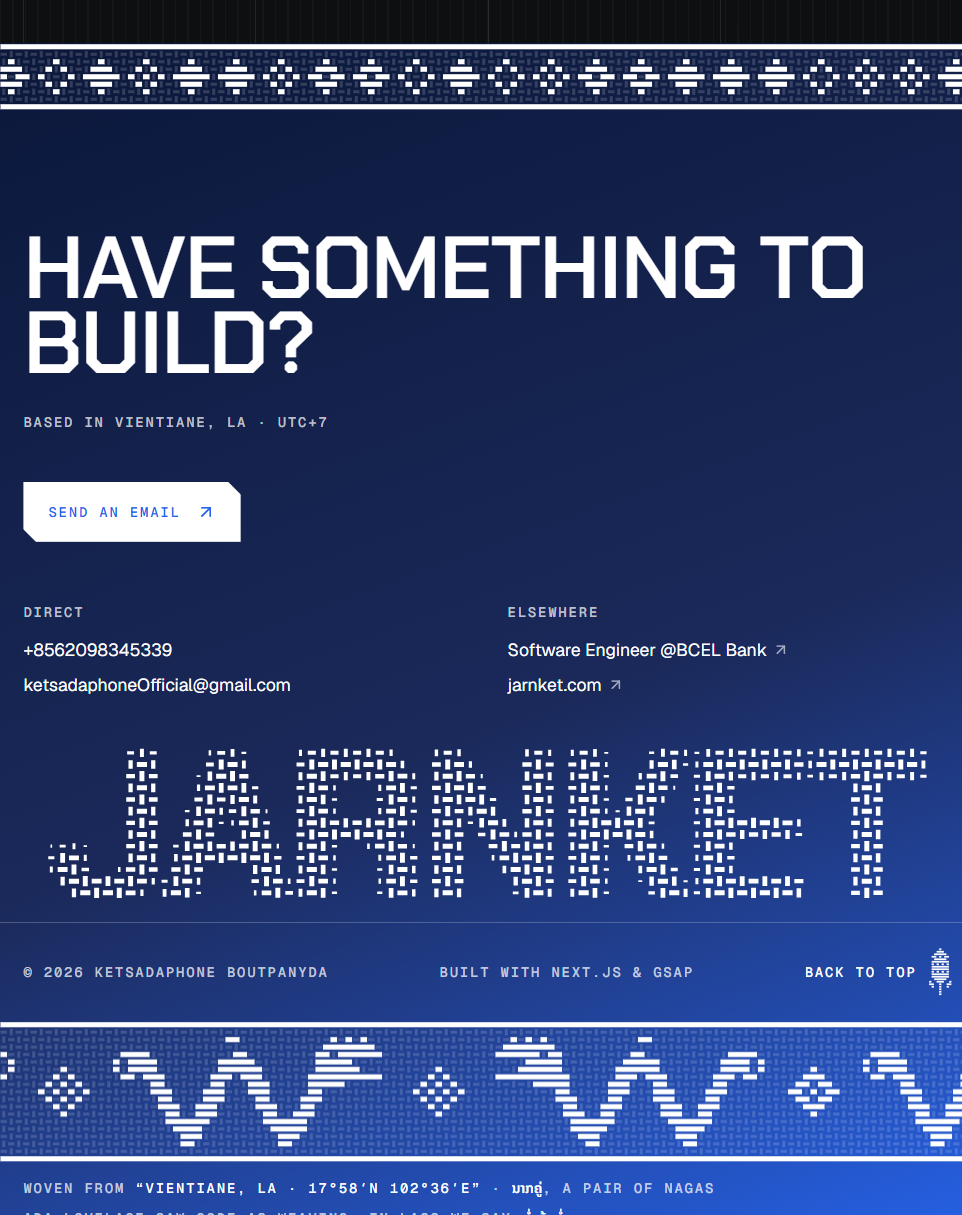 HAVE SOMETHING TO
BUILD?
BASED IN VIENTIANE, LA · UTC+7
SEND AN EMAIL
DIRECT
ELSEWHERE
+8562098345339
Software Engineer @BCEL Bank
ketsadaphoneOfficial@gmail.com
jarnket.com
JARNKET
© 2026 KETSADAPHONE BOUTPANYDA
BUILT WITH NEXT.JS & GSAP
BACK TO TOP
WOVEN FROM “VIENTIANE, LA · 17°58′N 102°36′E” · ນາກຄູ່, A PAIR OF NAGAS